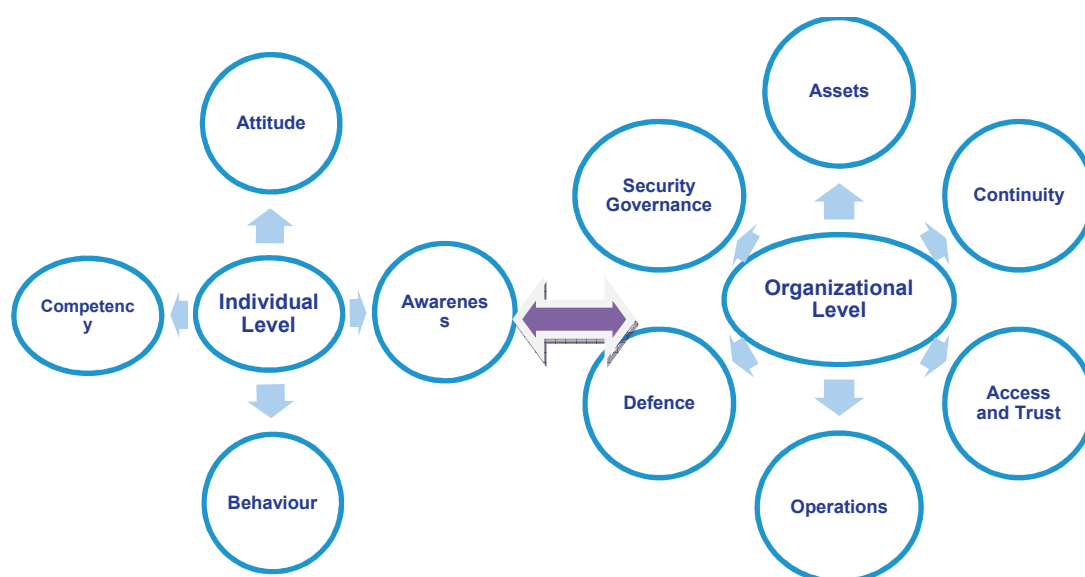 Attitude
Competenc
y
Individual
Level
Awarenes
s
Behaviour
Assets
Security
Governance
Continuity
Organizational
Level
Defence
Access
and Trust
Operations